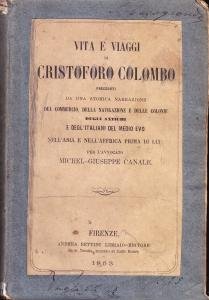 VITA E VIAGGI
DI
CRISTOFORO COLOMBO
PRECEDUTI
DA UNA STORICA NARRAZIONE
DEL COMMERCIO, DELLA NAVIGAZIONE E DELLE COLONIE
DEGLI ANTICHI
E DEGL'ITALIANI DEL MEDIO EVO
NELL'ASIA E NELL'AFFRICA PRIMA DI LUI
PER L'AVVOCATO
MICHEL-GIUSEPPE CANALE.
FIRENZE,
ANDREA BETTINI LIBRAIO-EDITORE
1863